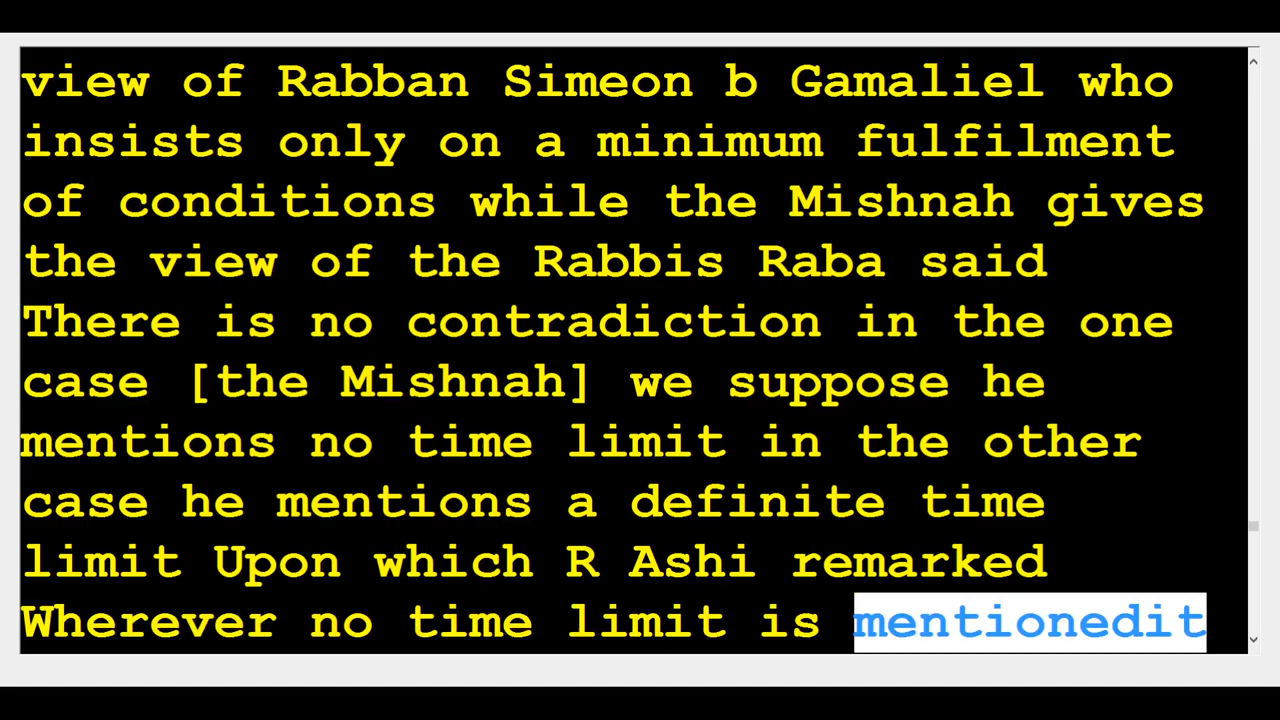 view of Rabban Simeon b Gamaliel who
insists only on a minimum fulfilment
of conditions while the Mishnah gives
the view of the Rabbis Raba said
There is no contradiction in the one
case [the Mishnah] we suppose he
mentions no time limit in the other
case he mentions a definite time
limit Upon which R Ashi remarked
Wherever no time limit is mentionedit